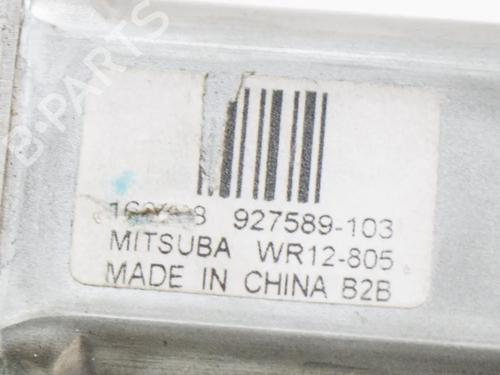 B-PARTS
927589-103
MITSUBA WR12-805
MADE IN CHINA B2B